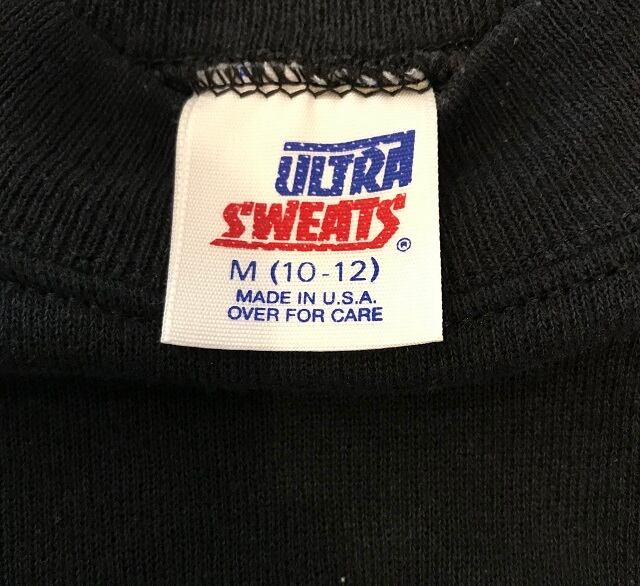 ULTRA
SWEATS®
M (10-12)
MADE IN U.S.A.
OVER FOR CARE